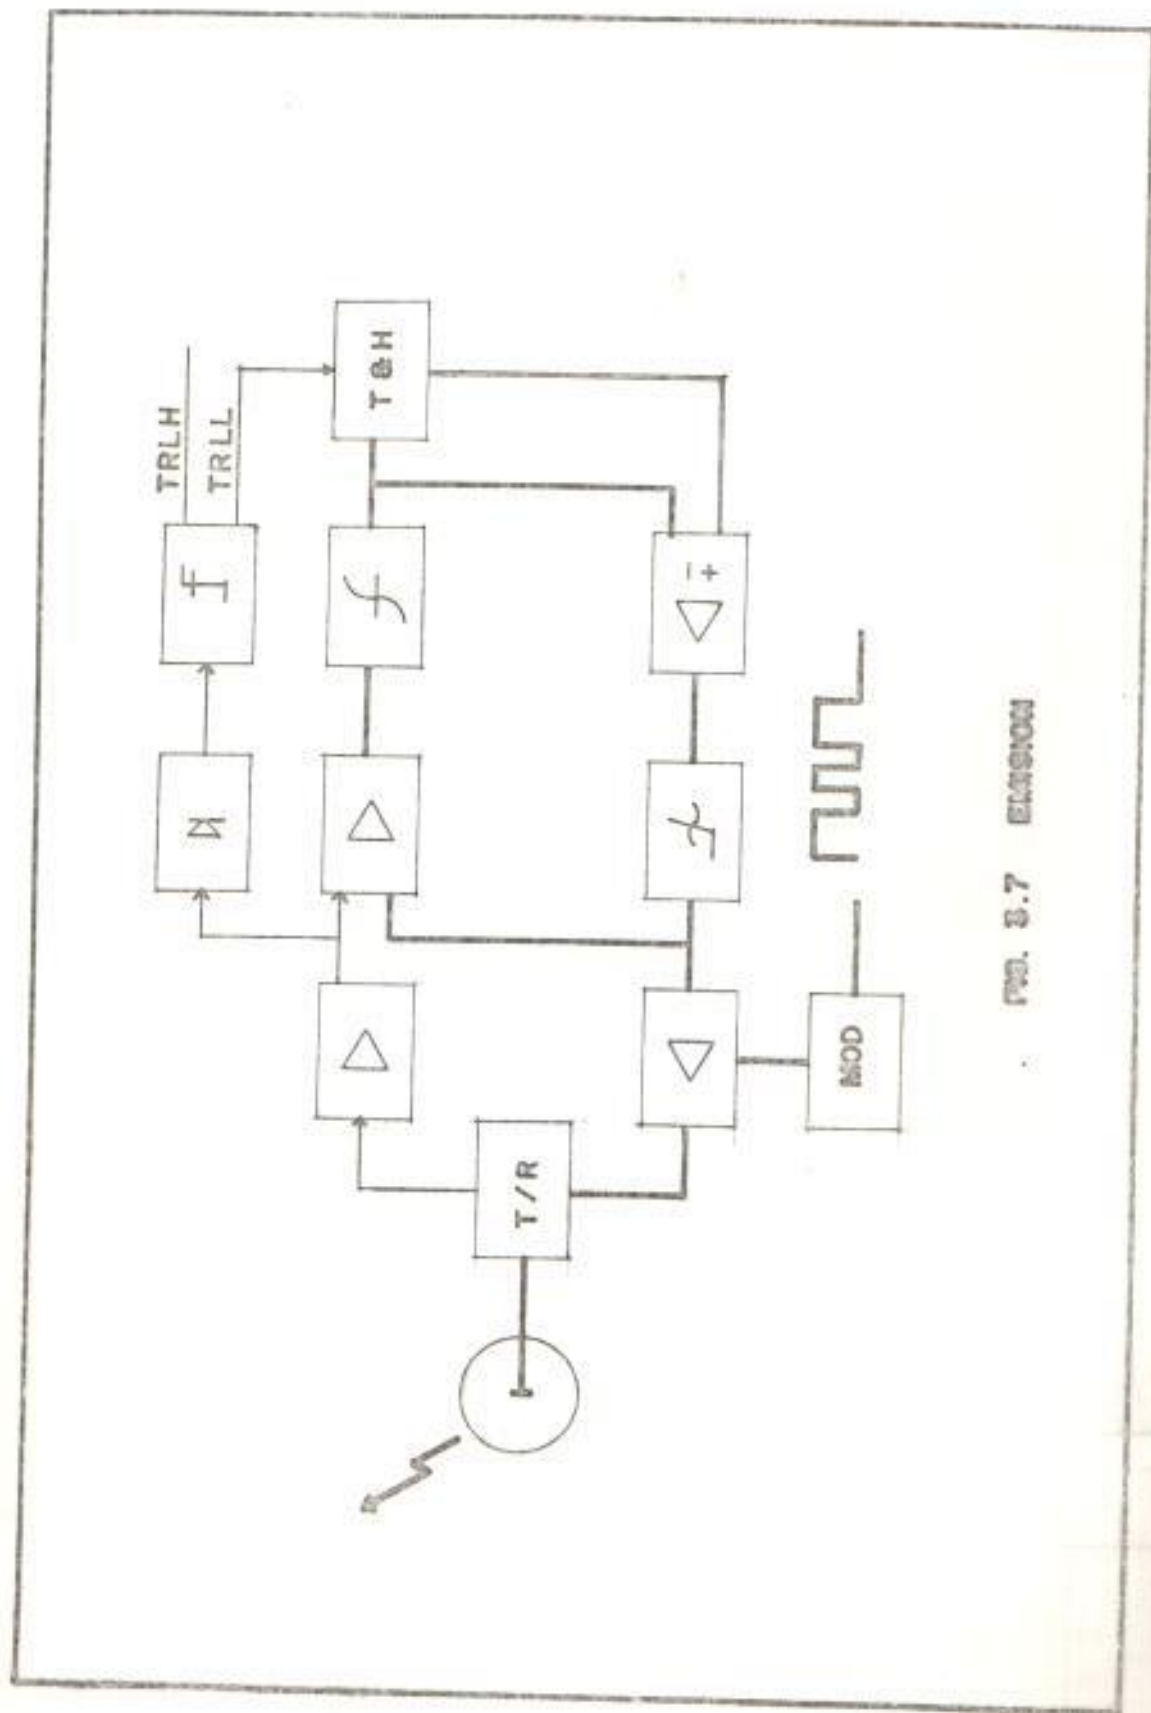 TRLH
TRLL
T@H
- +
T/R
MOD
FIG. 3.7 EMISION